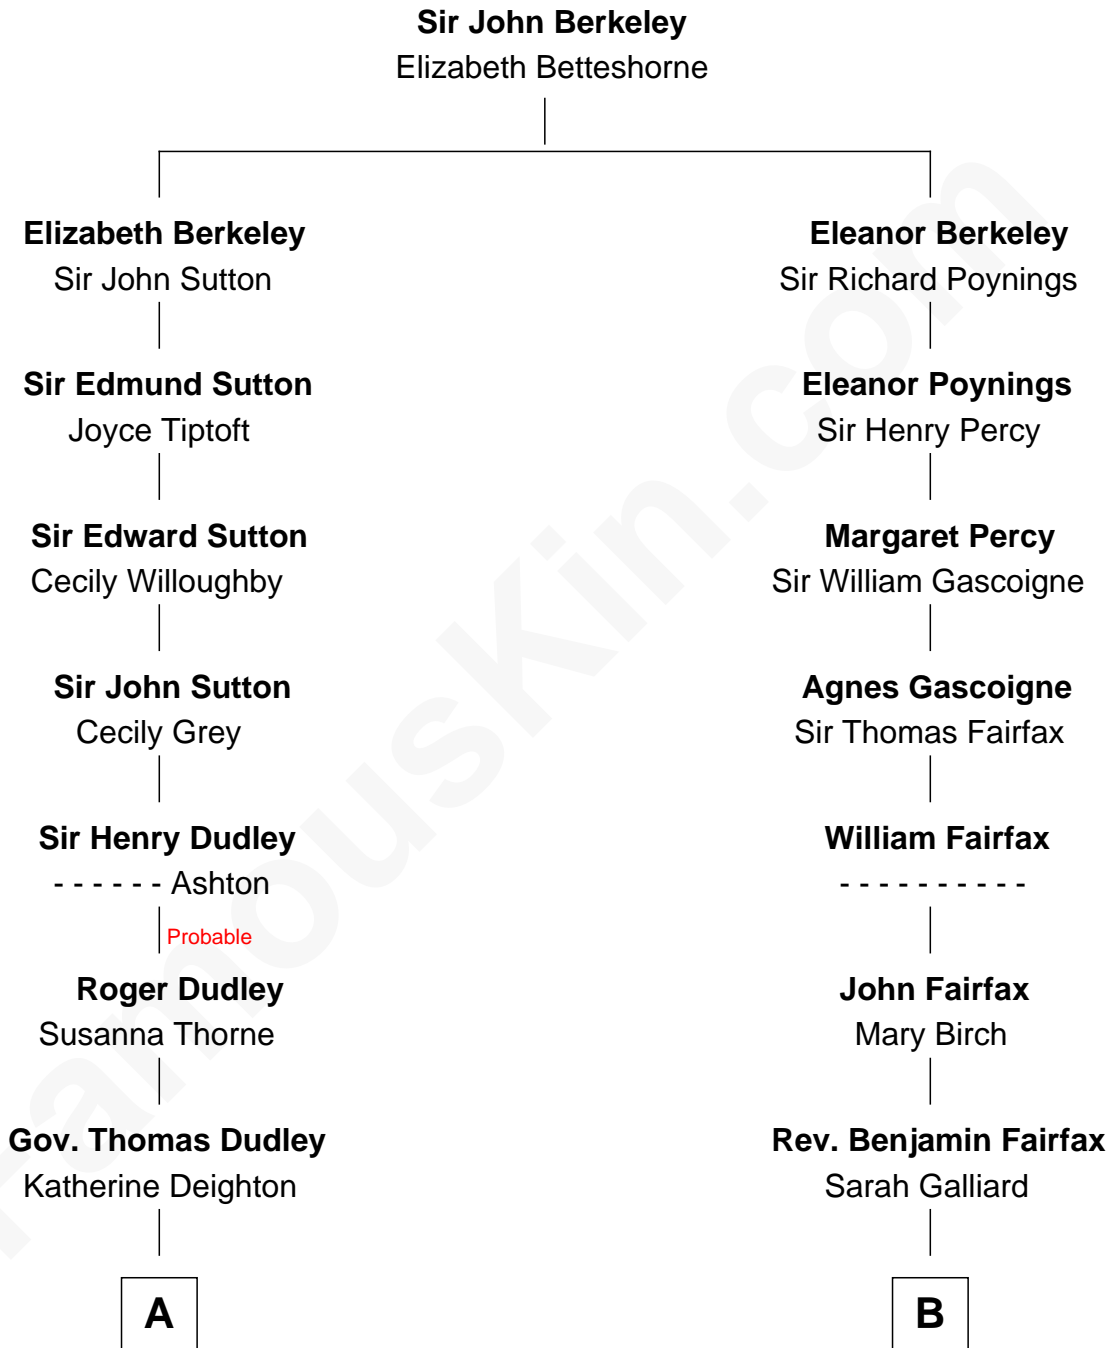 Sir John Berkeley
Elizabeth Betteshorne
Elizabeth Berkeley
Sir John Sutton
Eleanor Berkeley
Sir Richard Poynings
Sir Edmund Sutton
Joyce Tiptoft
Eleanor Poynings
Sir Henry Percy
Sir Edward Sutton
Cecily Willoughby
Margaret Percy
Sir William Gascoigne
Sir John Sutton
Cecily Grey
Agnes Gascoigne
Sir Thomas Fairfax
Sir Henry Dudley
- - - - - - Ashton
William Fairfax
- - - - - - - - - -
Probable
Roger Dudley
Susanna Thorne
John Fairfax
Mary Birch
Gov. Thomas Dudley
Katherine Deighton
Rev. Benjamin Fairfax
Sarah Galliard
A
B
FamousKin.com